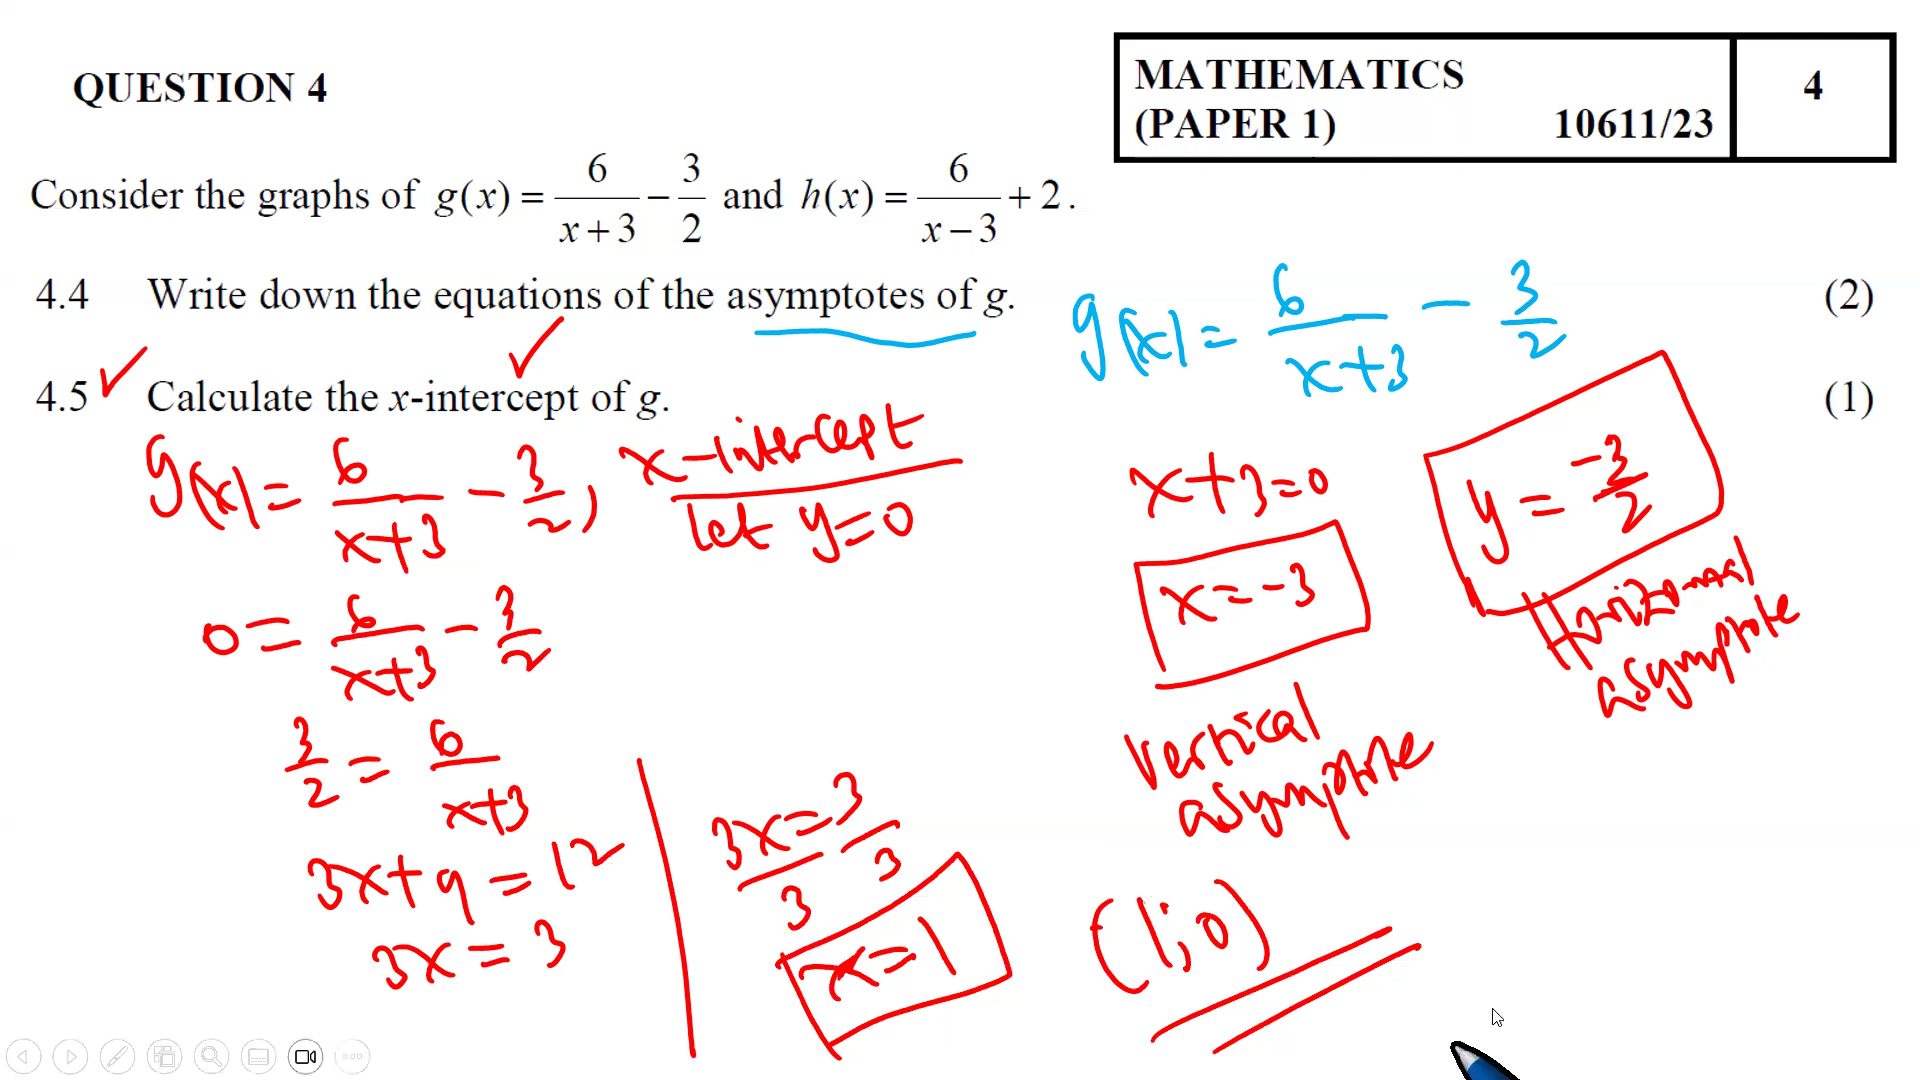 QUESTION 4
MATHEMATICS
(PAPER 1) 10611/23
4
Consider the graphs of g(x) = 6/(x+3) − 3/2 and h(x) = 6/(x−3) + 2.
4.4 Write down the equations of the asymptotes of g. (2)
g(x) = 6/(x+3) − 3/2
4.5 Calculate the x-intercept of g. (1)
g(x) = 6/(x+3) − 3/2, x-intercept
let y=0
0 = 6/(x+3) − 3/2
3/2 = 6/(x+3)
3x+9 = 12
3x = 3
3x/3 = 3/3
x=1
(1;0)
x+3=0
x=-3
vertical
asymptote
y = -3/2
Horizontal
asymptote